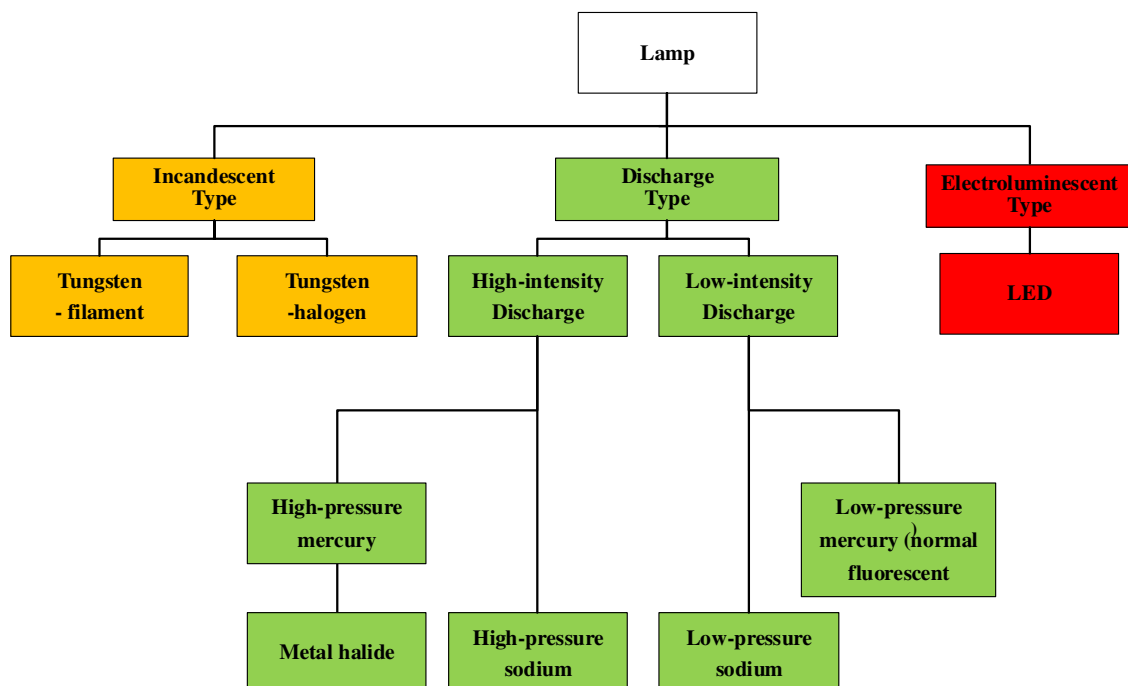 Lamp
Incandescent
Type
Discharge
Type
Electroluminescent
Type
Tungsten
- filament
Tungsten
-halogen
High-intensity
Discharge
Low-intensity
Discharge
LED
High-pressure
mercury
Low-pressure
mercury (normal
fluorescent)
Metal halide
High-pressure
sodium
Low-pressure
sodium